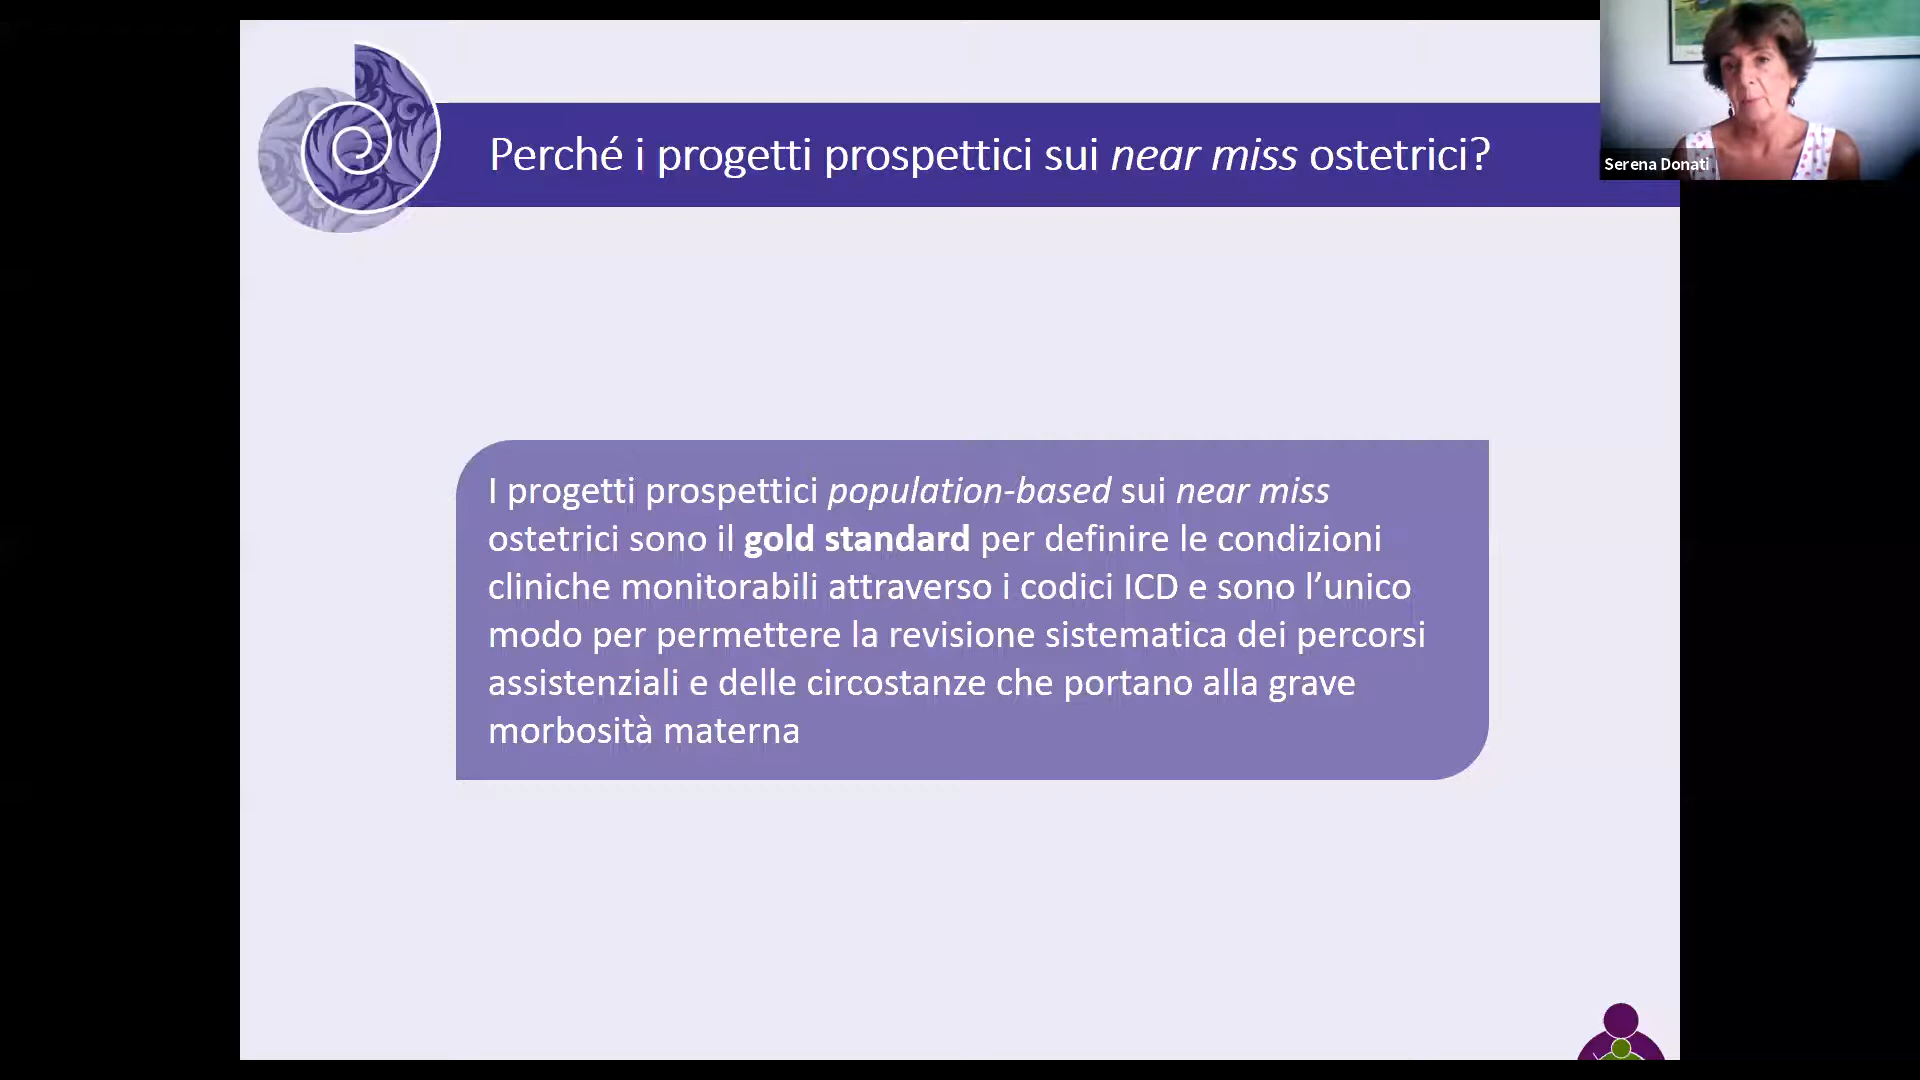 Perché i progetti prospettici sui near miss ostetrici?
Serena Donati
I progetti prospettici population-based sui near miss
ostetrici sono il gold standard per definire le condizioni
cliniche monitorabili attraverso i codici ICD e sono l’unico
modo per permettere la revisione sistematica dei percorsi
assistenziali e delle circostanze che portano alla grave
morbosità materna